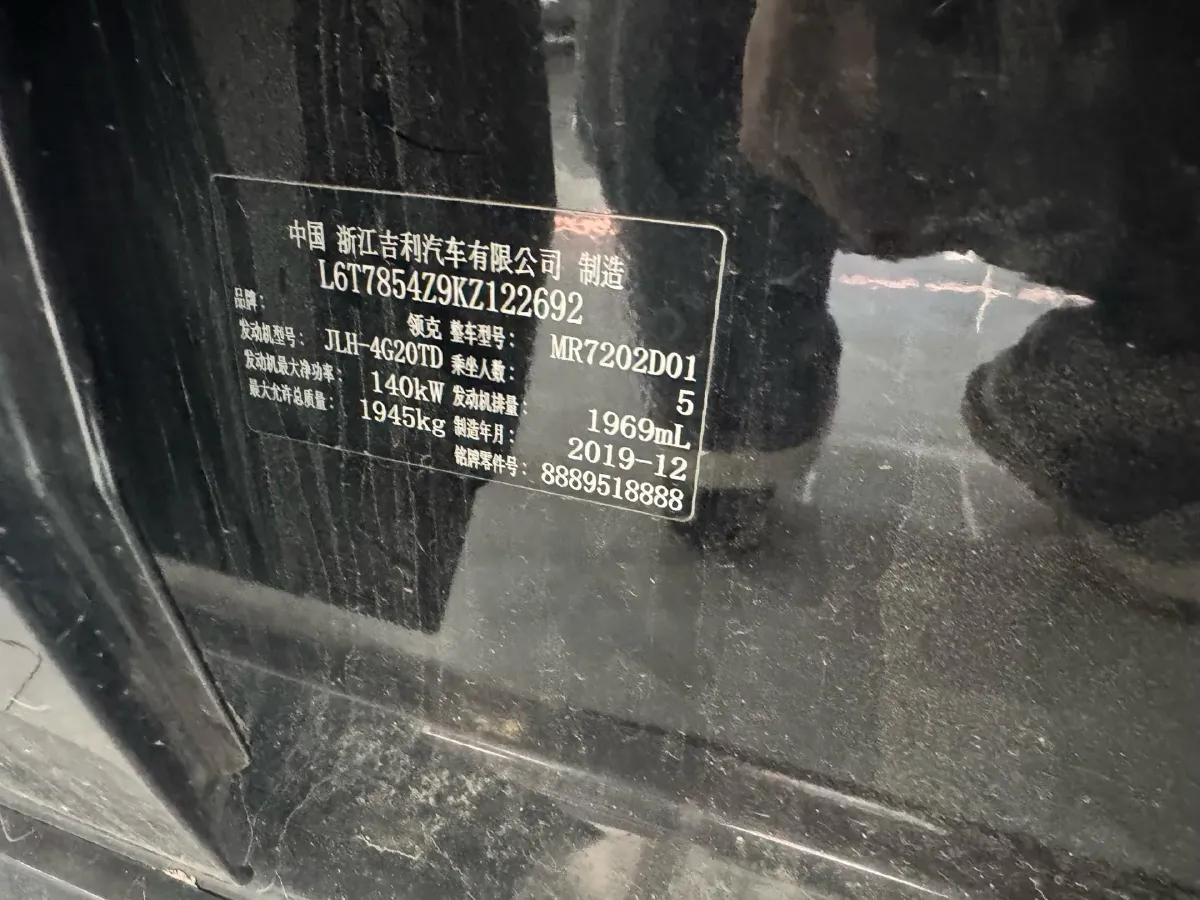 中国 浙江吉利汽车有限公司 制造
L6T7854Z9KZ122692
品牌： 领克 整车型号： MR7202D01
发动机型号： JLH-4G20TD 乘坐人数： 5
发动机最大净功率： 140kW 发动机排量： 1969mL
最大允许总质量： 1945kg 制造年月： 2019-12
铭牌零件号： 8889518888